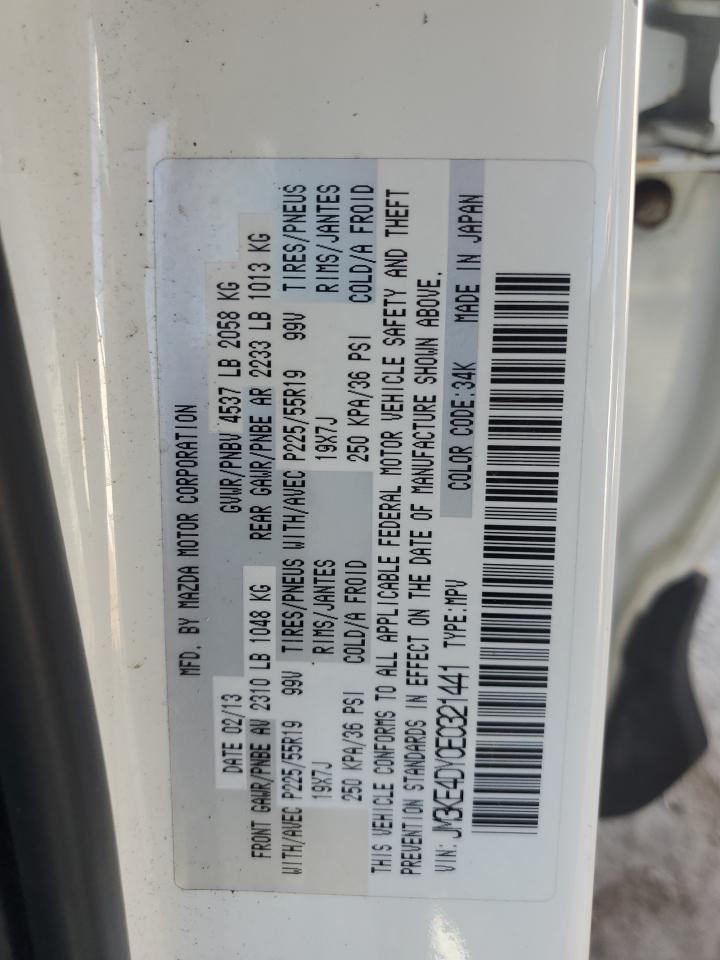 MFD. BY MAZDA MOTOR CORPORATION
DATE 02/13 GVWR/PNBV 4537 LB 2058 KG
FRONT GAWR/PNBE AV 2310 LB 1048 KG REAR GAWR/PNBE AR 2233 LB 1013 KG
WITH/AVEC P225/55R19 99V TIRES/PNEUS WITH/AVEC P225/55R19 99V TIRES/PNEUS
19X7J RIMS/JANTES 19X7J RIMS/JANTES
250 KPA/36 PSI COLD/A FROID 250 KPA/36 PSI COLD/A FROID
THIS VEHICLE CONFORMS TO ALL APPLICABLE FEDERAL MOTOR VEHICLE SAFETY AND THEFT
PREVENTION STANDARDS IN EFFECT ON THE DATE OF MANUFACTURE SHOWN ABOVE.
VIN: JM3KE4DY0E0321441 TYPE:MPV COLOR CODE:34K MADE IN JAPAN